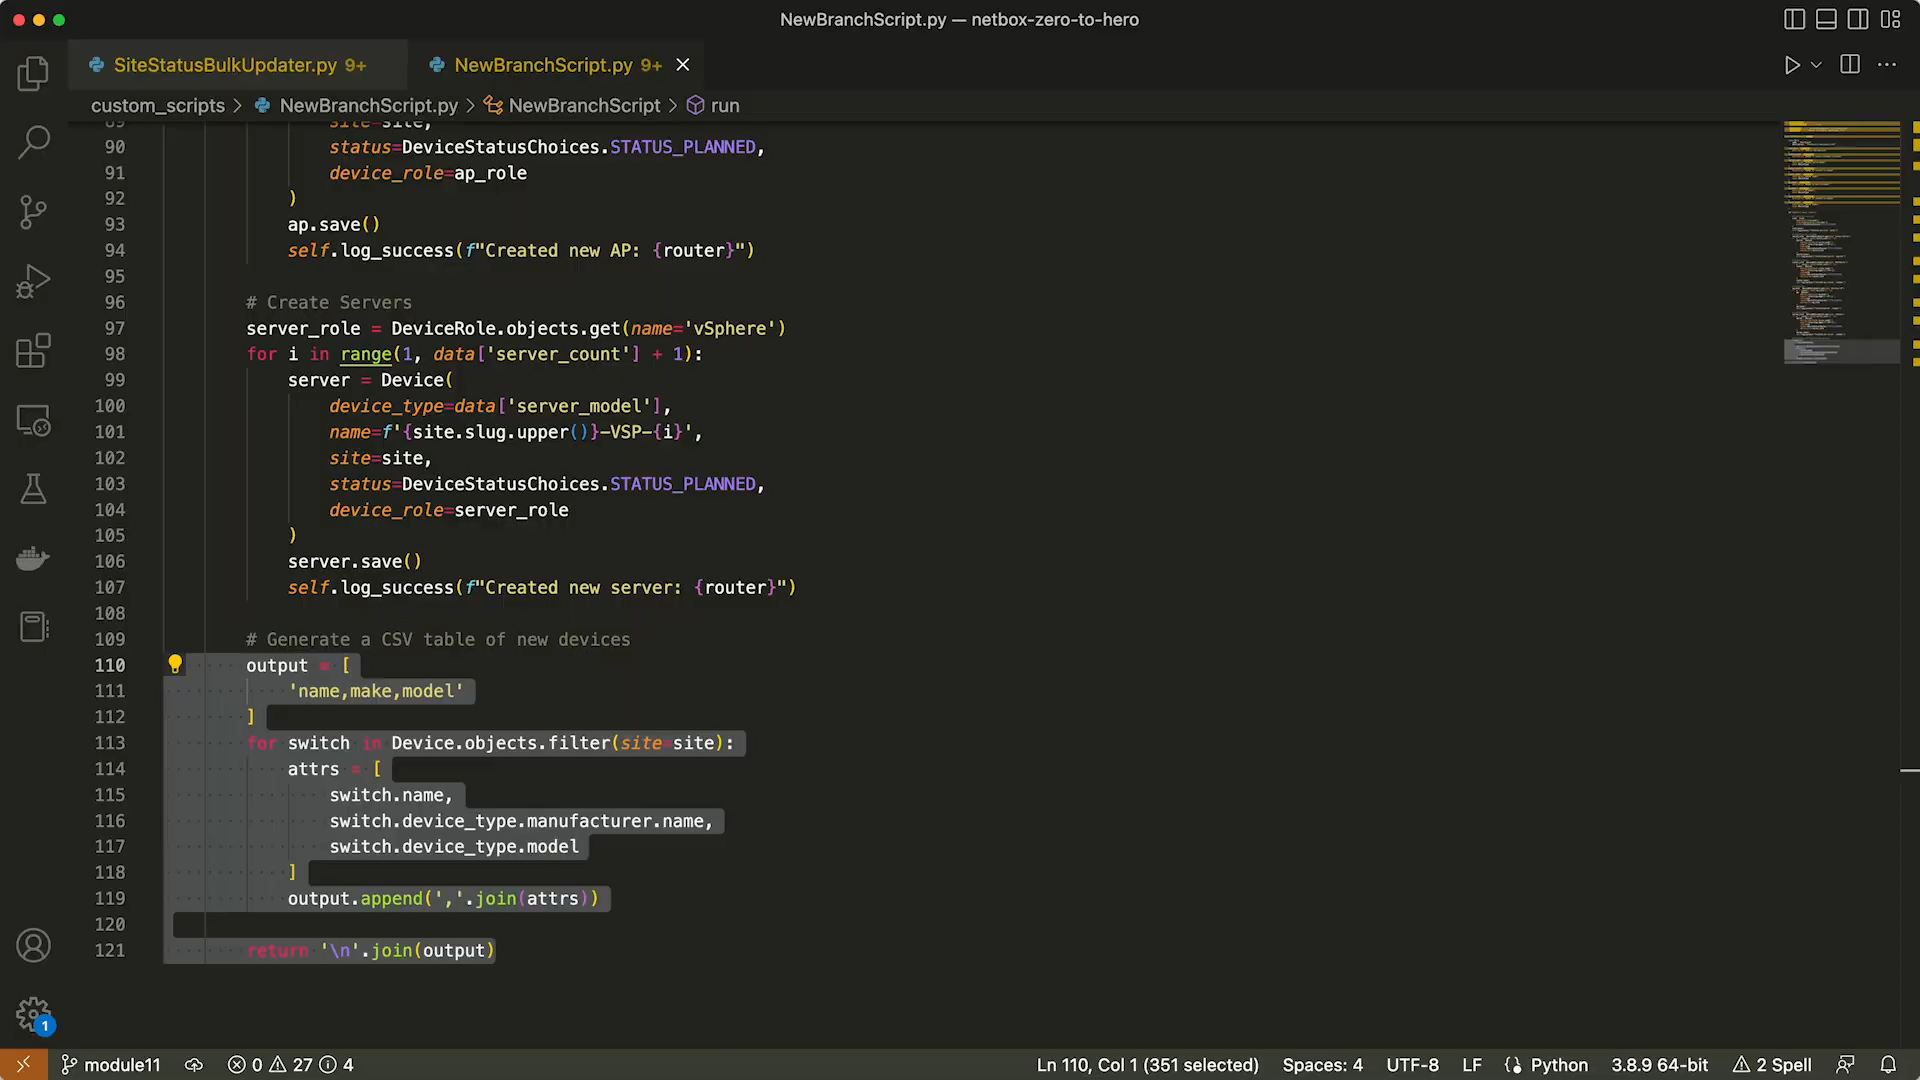 NewBranchScript.py — netbox-zero-to-hero
SiteStatusBulkUpdater.py 9+
NewBranchScript.py 9+
custom_scripts > NewBranchScript.py > NewBranchScript > run
89 site=site,
90 status=DeviceStatusChoices.STATUS_PLANNED,
91 device_role=ap_role
92 )
93 ap.save()
94 self.log_success(f"Created new AP: {router}")
95
96 # Create Servers
97 server_role = DeviceRole.objects.get(name='vSphere')
98 for i in range(1, data['server_count'] + 1):
99 server = Device(
100 device_type=data['server_model'],
101 name=f'{site.slug.upper()}-VSP-{i}',
102 site=site,
103 status=DeviceStatusChoices.STATUS_PLANNED,
104 device_role=server_role
105 )
106 server.save()
107 self.log_success(f"Created new server: {router}")
108
109 # Generate a CSV table of new devices
110 output = [
111 'name,make,model'
112 ]
113 for switch in Device.objects.filter(site=site):
114 attrs = [
115 switch.name,
116 switch.device_type.manufacturer.name,
117 switch.device_type.model
118 ]
119 output.append(','.join(attrs))
120
121 return '\n'.join(output)
1
module11 0 27 4 Ln 110, Col 1 (351 selected) Spaces: 4 UTF-8 LF Python 3.8.9 64-bit 2 Spell